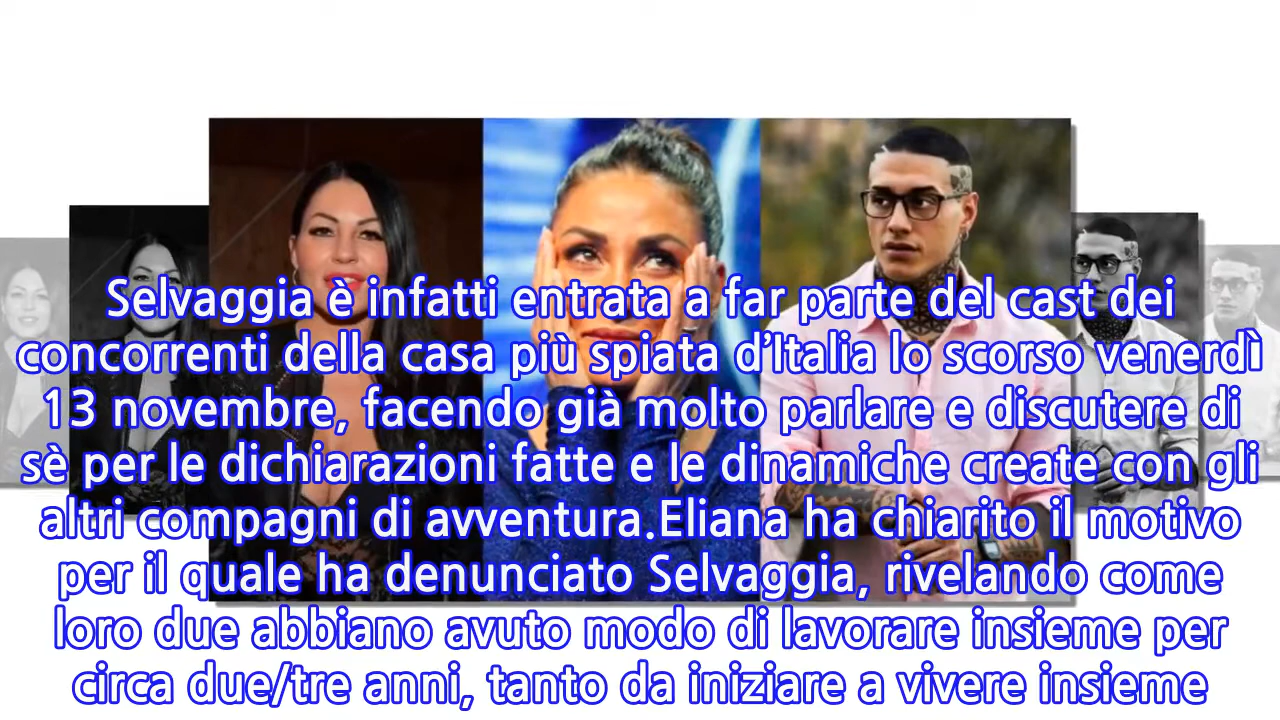 Selvaggia è infatti entrata a far parte del cast dei
concorrenti della casa più spiata d’Italia lo scorso venerdì
13 novembre, facendo già molto parlare e discutere di
sè per le dichiarazioni fatte e le dinamiche create con gli
altri compagni di avventura.Eliana ha chiarito il motivo
per il quale ha denunciato Selvaggia, rivelando come
loro due abbiano avuto modo di lavorare insieme per
circa due/tre anni, tanto da iniziare a vivere insieme